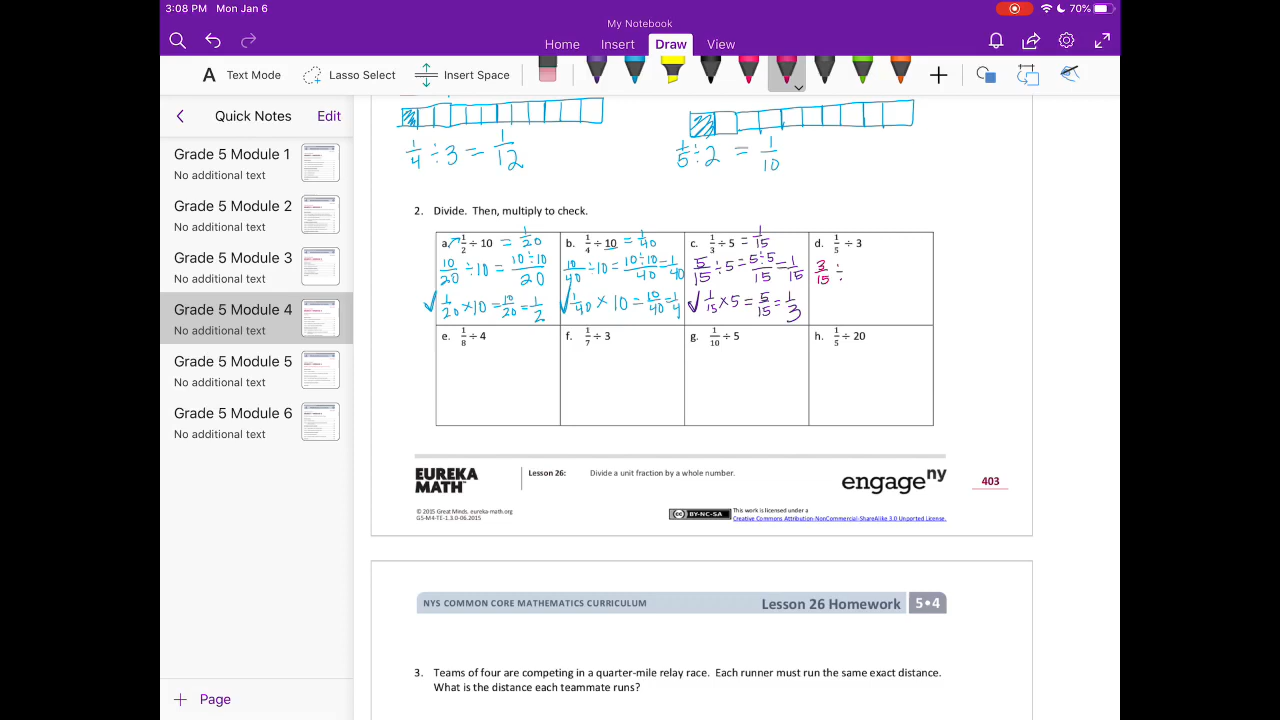 3:08 PM Mon Jan 6
70%
My Notebook
Home Insert Draw View
Text Mode Lasso Select Insert Space
Quick Notes Edit
Grade 5 Module 1
No additional text
Grade 5 Module 2
No additional text
Grade 5 Module 3
No additional text
Grade 5 Module 4
No additional text
Grade 5 Module 5
No additional text
Grade 5 Module 6
No additional text
+ Page
1/4 ÷ 3 = 1/12
1/5 ÷ 2 = 1/10
2. Divide. Then, multiply to check.
a. 1/2 ÷ 10 = 1/20
10/20 ÷ 10 = 10÷10/20
✓ 1/20 × 10 = 10/20 = 1/2
b. 1/4 ÷ 10 = 1/40
10/40 ÷ 10 = 10÷10/40 = 1/40
✓ 1/40 × 10 = 10/40 = 1/4
c. 1/3 ÷ 5 = 1/15
5/15 ÷ 5 = 5÷5/15 = 1/15
✓ 1/15 × 5 = 5/15 = 1/3
d. 1/5 ÷ 3
3/15 ÷
e. 1/8 ÷ 4
f. 1/7 ÷ 3
g. 1/10 ÷ 5
h. 1/5 ÷ 20
EUREKA
MATH
Lesson 26: Divide a unit fraction by a whole number.
engageny
403
© 2015 Great Minds. eureka-math.org
G5-M4-TE-1.3.0-06.2015
CC BY-NC-SA
This work is licensed under a
Creative Commons Attribution-NonCommercial-ShareAlike 3.0 Unported License.
NYS COMMON CORE MATHEMATICS CURRICULUM Lesson 26 Homework 5•4
3. Teams of four are competing in a quarter-mile relay race. Each runner must run the same exact distance.
What is the distance each teammate runs?